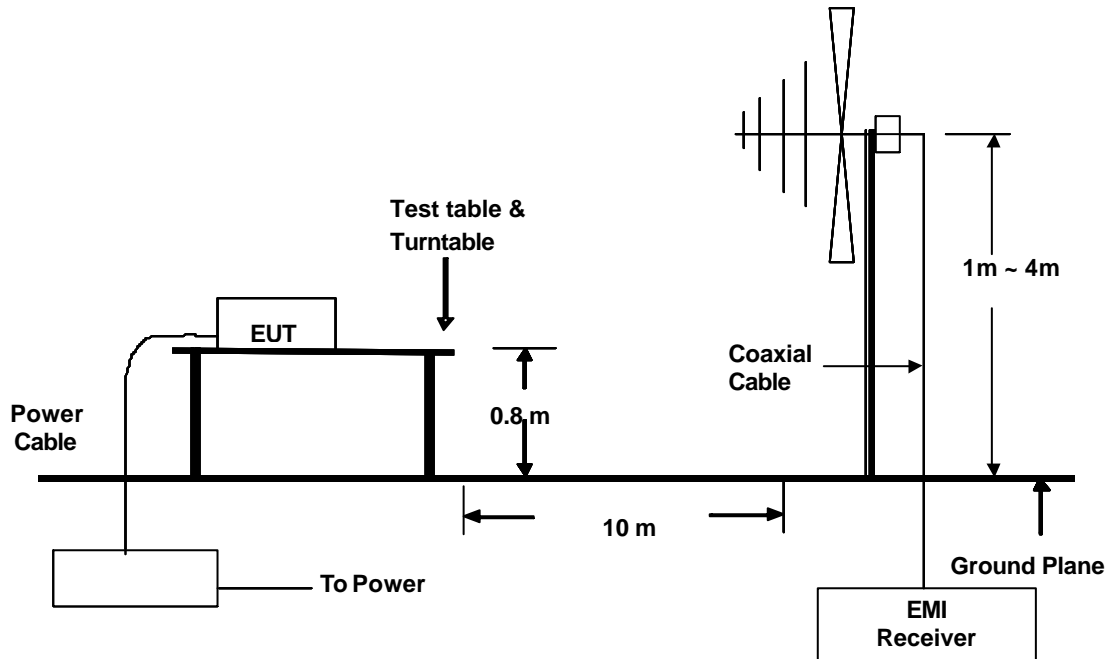 Test table &
Turntable
1m ~ 4m
EUT
Coaxial
Cable
0.8 m
Power
Cable
10 m
To Power
Ground Plane
EMI
Receiver